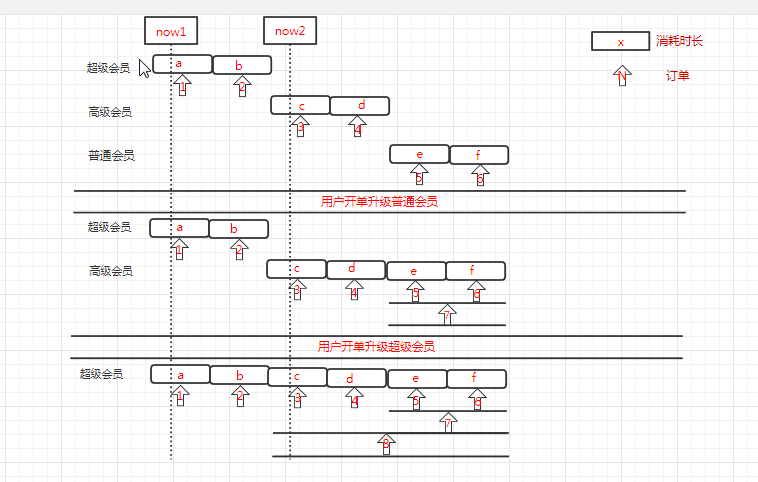 now1
now2
x
消耗时长
N
订单
超级会员
a
b
1
2
高级会员
c
d
3
4
普通会员
e
f
5
6
用户开单升级普通会员
超级会员
a
b
1
2
高级会员
c
d
e
f
3
4
5
6
7
用户开单升级超级会员
超级会员
a
b
c
d
e
f
1
2
3
4
5
6
7
8